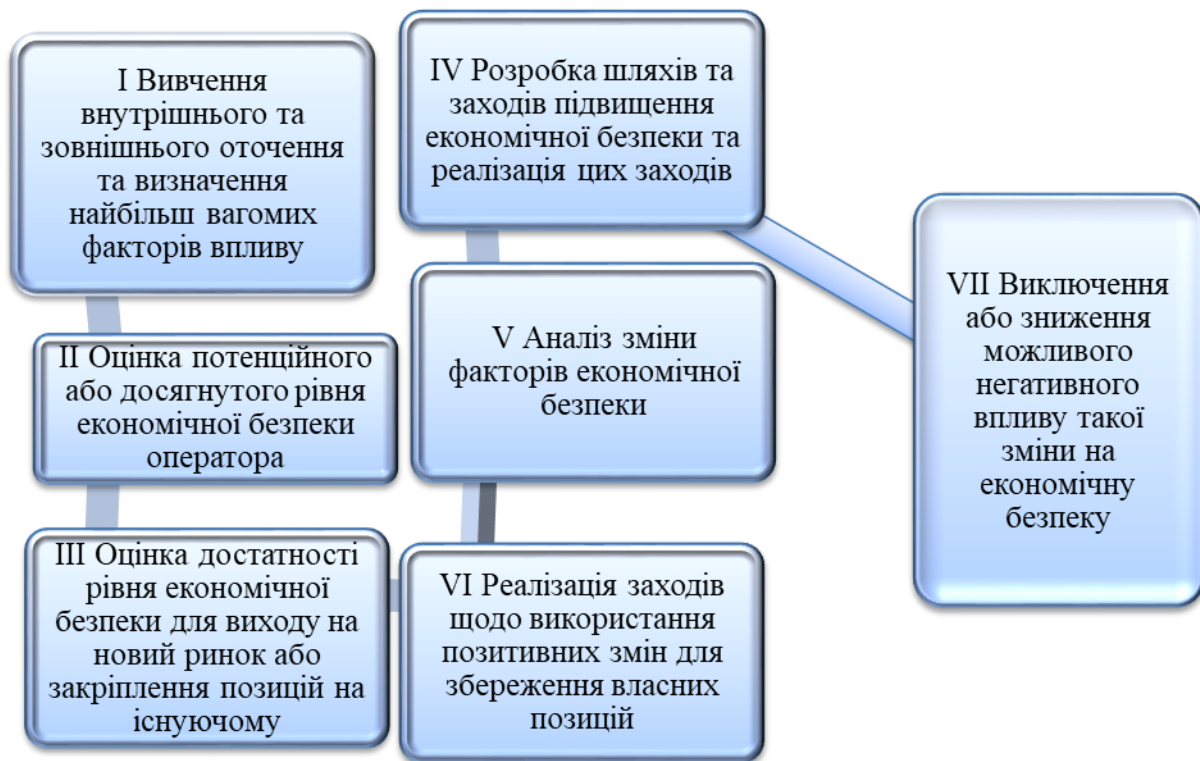 I Вивчення
внутрішнього та
зовнішнього оточення
та визначення
найбільш вагомих
факторів впливу
II Оцінка потенційного
або досягнутого рівня
економічної безпеки
оператора
III Оцінка достатності
рівня економічної
безпеки для виходу на
новий ринок або
закріплення позицій на
існуючому
IV Розробка шляхів та
заходів підвищення
економічної безпеки та
реалізація цих заходів
V Аналіз зміни
факторів економічної
безпеки
VI Реалізація заходів
щодо використання
позитивних змін для
збереження власних
позицій
VII Виключення
або зниження
можливого
негативного
впливу такої
зміни на
економічну
безпеку